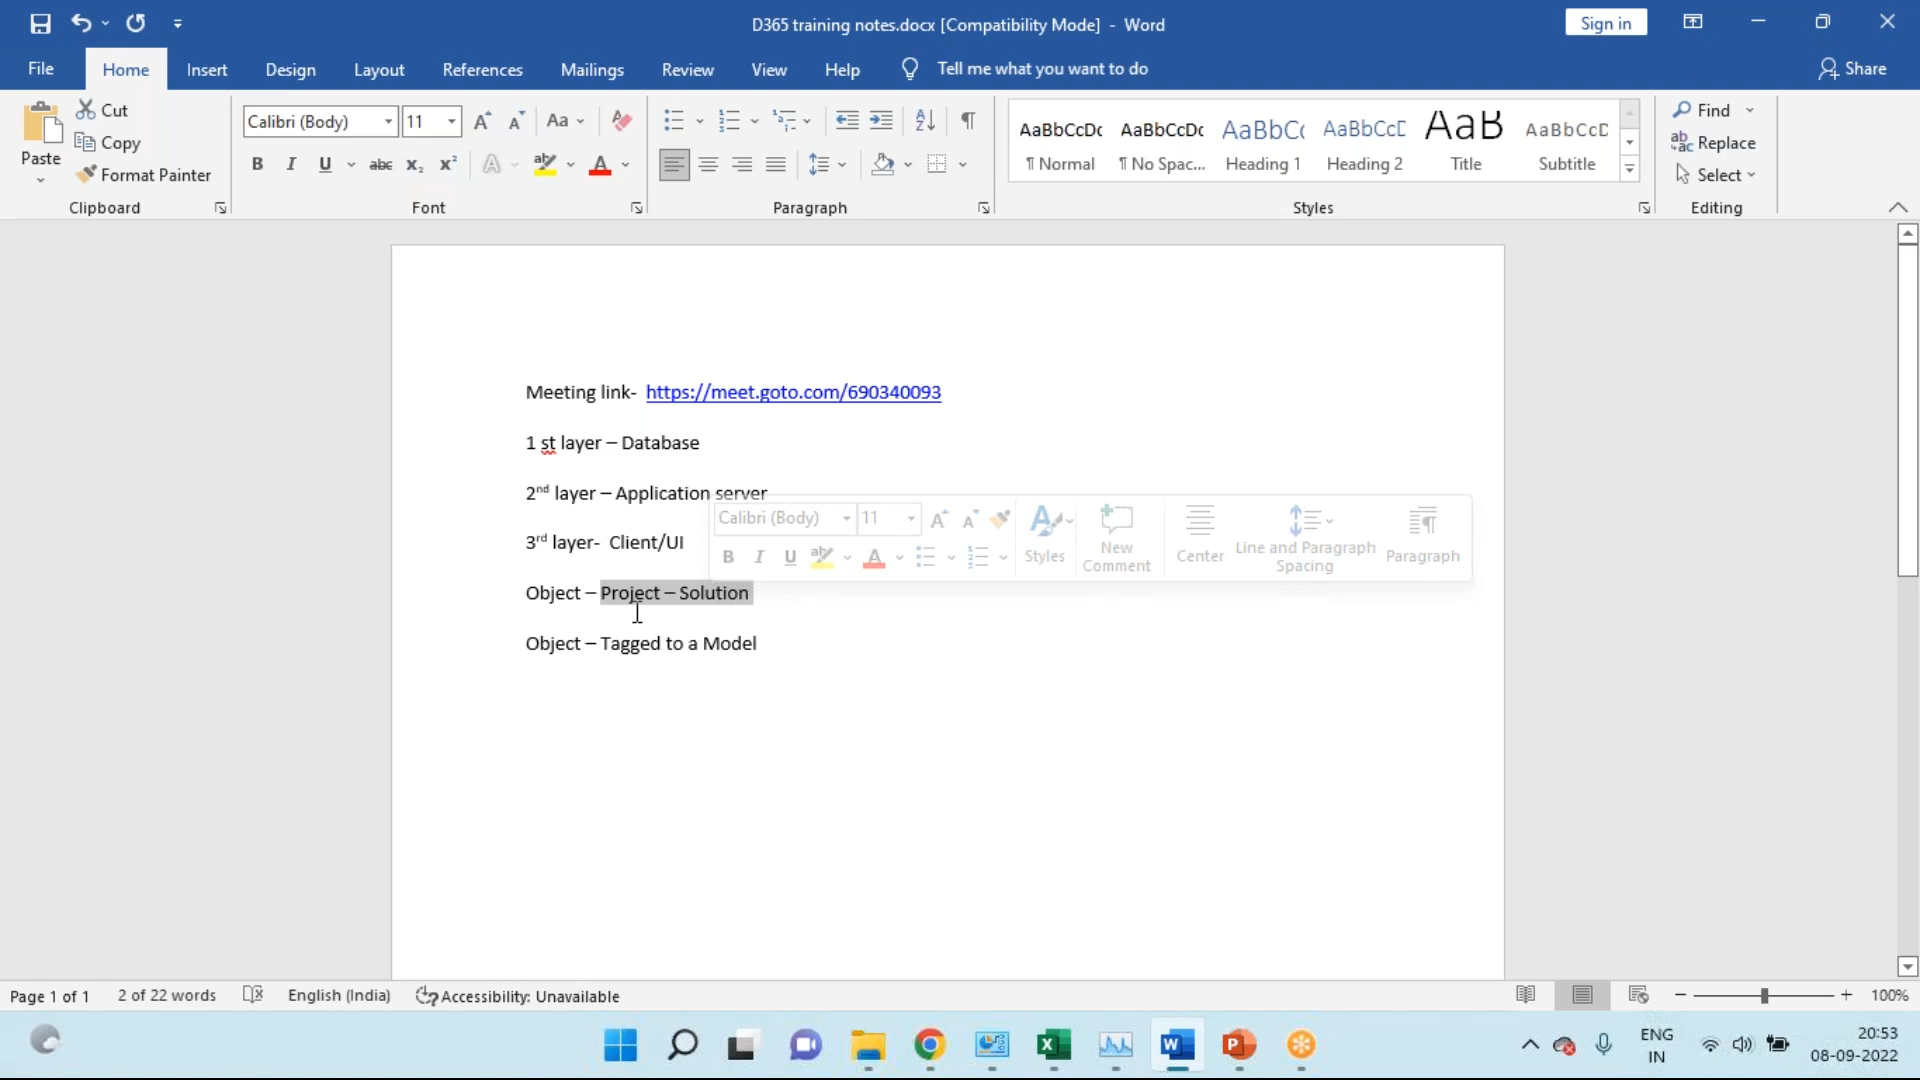 D365 training notes.docx [Compatibility Mode] - Word
Sign in
File Home Insert Design Layout References Mailings Review View Help Tell me what you want to do Share
Paste
Cut
Copy
Format Painter
Clipboard
Calibri (Body) 11
Aa
B I U abc x₂ x²
Font
Paragraph
AaBbCcDc AaBbCcDc AaBbCc AaBbCcD AaB AaBbCcD
¶ Normal ¶ No Spac... Heading 1 Heading 2 Title Subtitle
Styles
Find
Replace
Select
Editing
Meeting link- https://meet.goto.com/690340093
1 st layer – Database
2nd layer – Application server
3rd layer- Client/UI
Object – Project – Solution
Object – Tagged to a Model
Calibri (Body) 11
B I U
Styles
New Comment
Center
Line and Paragraph Spacing
Paragraph
Page 1 of 1 2 of 22 words English (India) Accessibility: Unavailable 100%
ENG
IN
20:53
08-09-2022